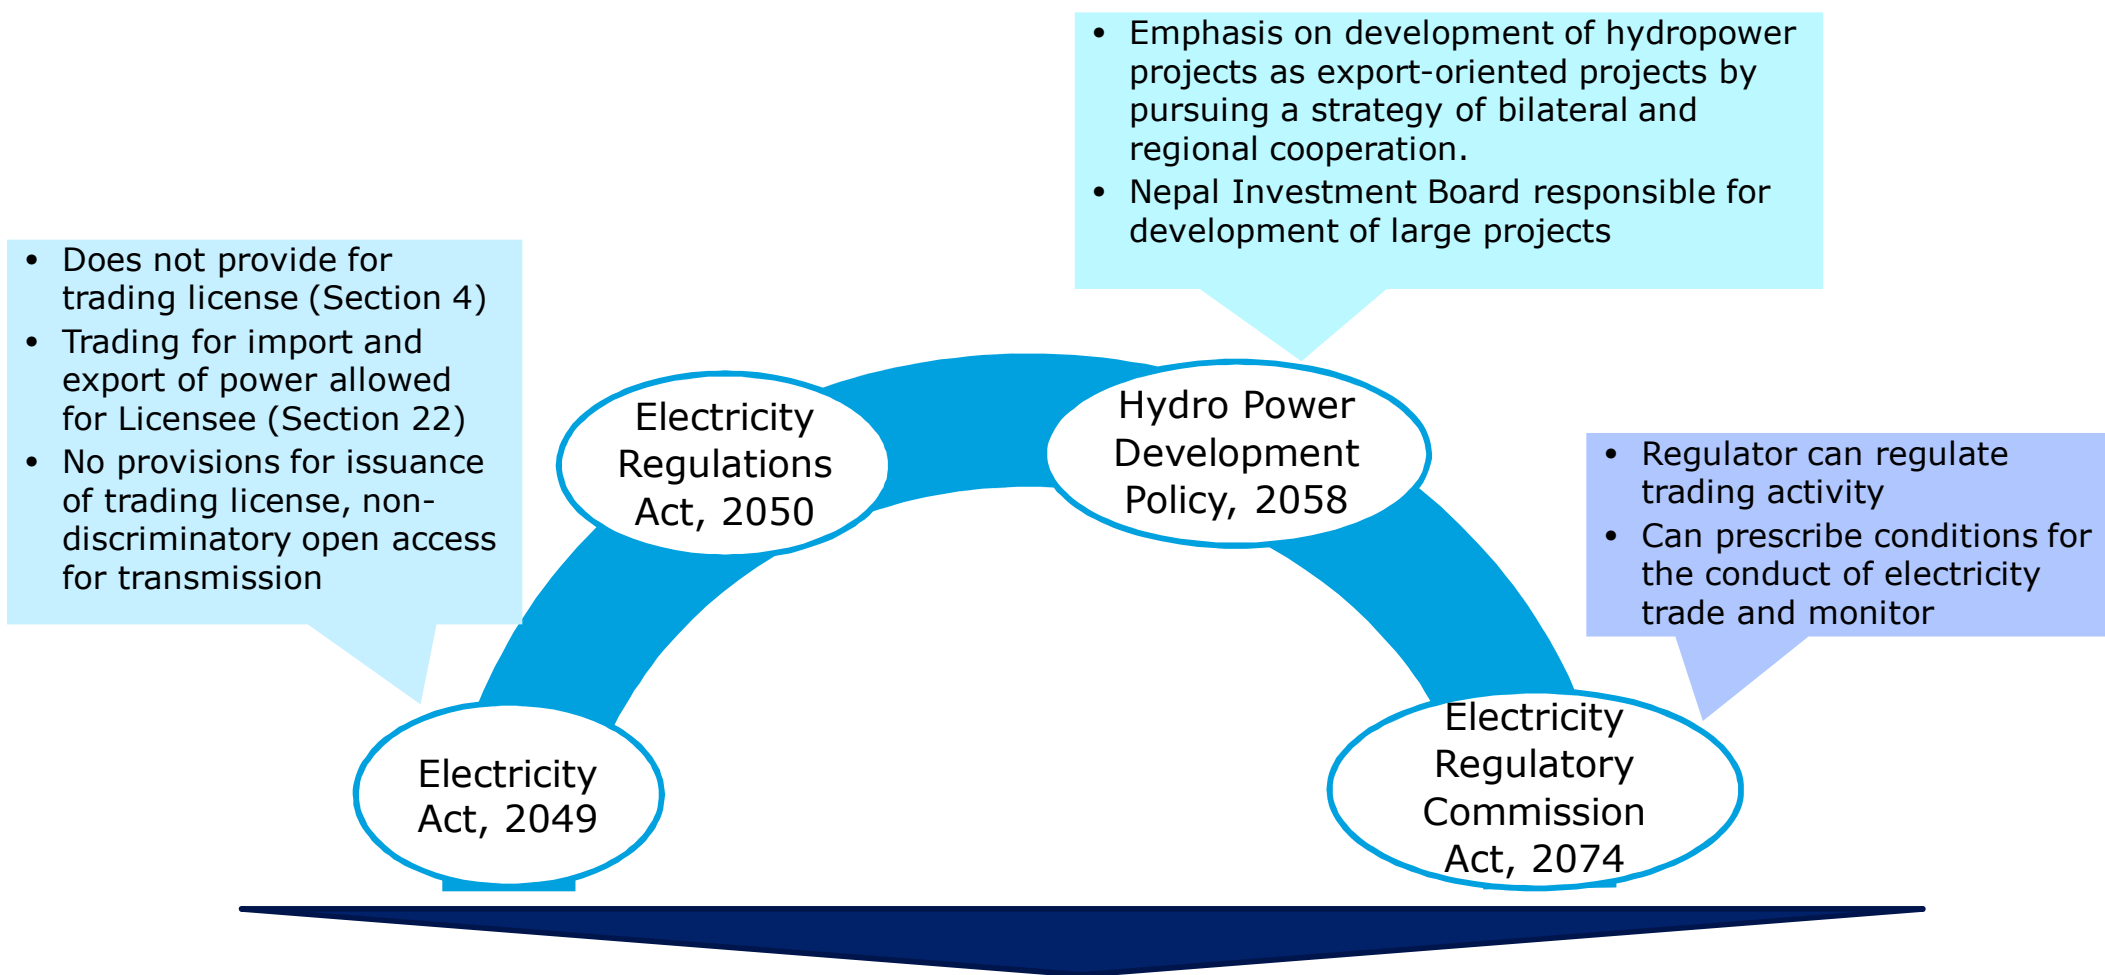 • Emphasis on development of hydropower
projects as export-oriented projects by
pursuing a strategy of bilateral and
regional cooperation.
• Nepal Investment Board responsible for
development of large projects
• Does not provide for
trading license (Section 4)
• Trading for import and
export of power allowed
for Licensee (Section 22)
• No provisions for issuance
of trading license, non-
discriminatory open access
for transmission
Electricity
Regulations
Act, 2050
Hydro Power
Development
Policy, 2058
• Regulator can regulate
trading activity
• Can prescribe conditions for
the conduct of electricity
trade and monitor
Electricity
Act, 2049
Electricity
Regulatory
Commission
Act, 2074